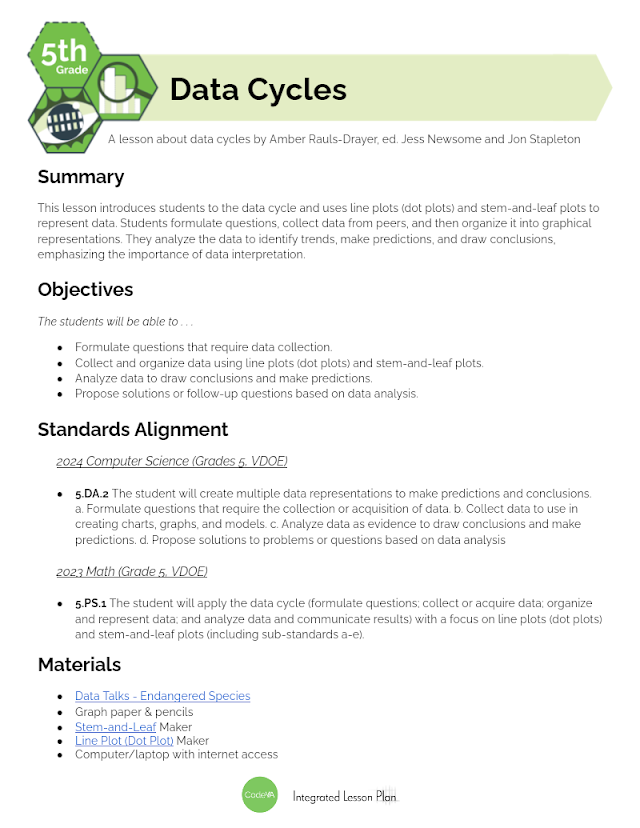 5th
Grade
Data Cycles
A lesson about data cycles by Amber Rauls-Drayer, ed. Jess Newsome and Jon Stapleton
Summary
This lesson introduces students to the data cycle and uses line plots (dot plots) and stem-and-leaf plots to
represent data. Students formulate questions, collect data from peers, and then organize it into graphical
representations. They analyze the data to identify trends, make predictions, and draw conclusions,
emphasizing the importance of data interpretation.
Objectives
The students will be able to . . .
● Formulate questions that require data collection.
● Collect and organize data using line plots (dot plots) and stem-and-leaf plots.
● Analyze data to draw conclusions and make predictions.
● Propose solutions or follow-up questions based on data analysis.
Standards Alignment
2024 Computer Science (Grades 5, VDOE)
● 5.DA.2 The student will create multiple data representations to make predictions and conclusions.
a. Formulate questions that require the collection or acquisition of data. b. Collect data to use in
creating charts, graphs, and models. c. Analyze data as evidence to draw conclusions and make
predictions. d. Propose solutions to problems or questions based on data analysis
2023 Math (Grade 5, VDOE)
● 5.PS.1 The student will apply the data cycle (formulate questions; collect or acquire data; organize
and represent data; and analyze data and communicate results) with a focus on line plots (dot plots)
and stem-and-leaf plots (including sub-standards a-e).
Materials
● Data Talks - Endangered Species
● Graph paper & pencils
● Stem-and-Leaf Maker
● Line Plot (Dot Plot) Maker
● Computer/laptop with internet access
CodeVA
Integrated Lesson Plan